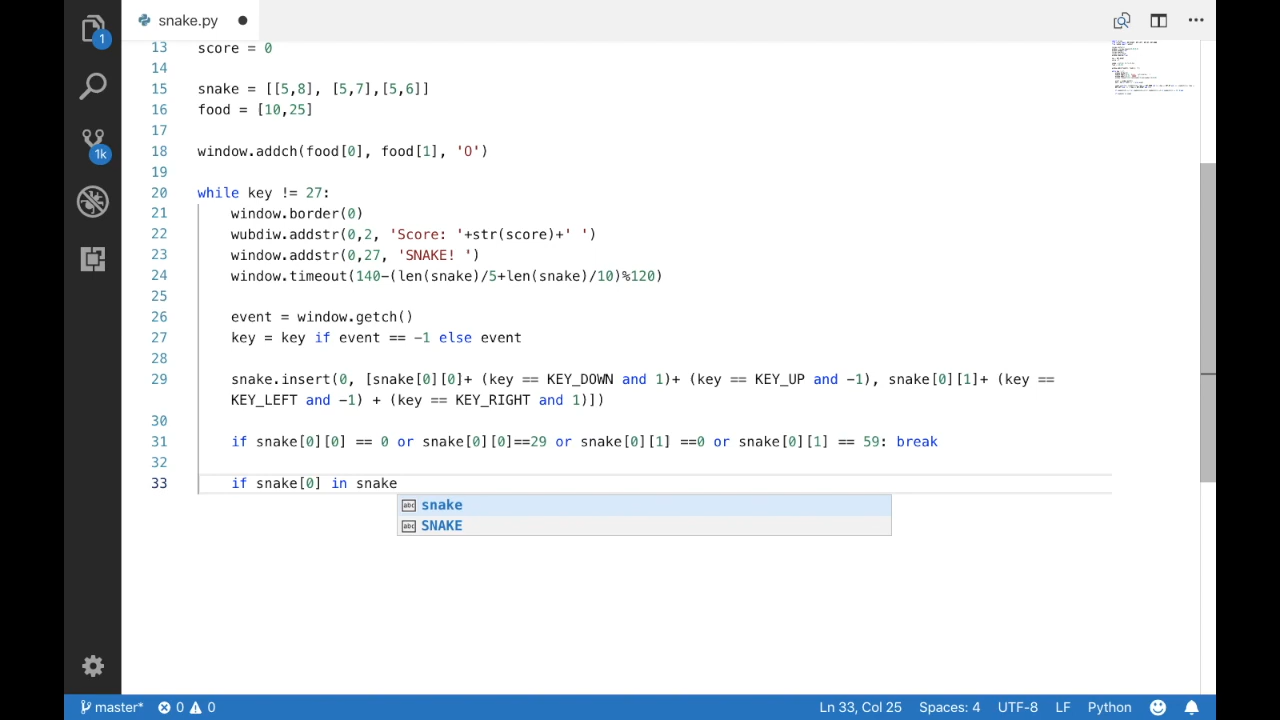 snake.py
1
1k
13 score = 0
14
15 snake = [[5,8], [5,7],[5,6]]
16 food = [10,25]
17
18 window.addch(food[0], food[1], 'O')
19
20 while key != 27:
21 window.border(0)
22 wubdiw.addstr(0,2, 'Score: '+str(score)+' ')
23 window.addstr(0,27, 'SNAKE! ')
24 window.timeout(140-(len(snake)/5+len(snake)/10)%120)
25
26 event = window.getch()
27 key = key if event == -1 else event
28
29 snake.insert(0, [snake[0][0]+ (key == KEY_DOWN and 1)+ (key == KEY_UP and -1), snake[0][1]+ (key ==
KEY_LEFT and -1) + (key == KEY_RIGHT and 1)])
30
31 if snake[0][0] == 0 or snake[0][0]==29 or snake[0][1] ==0 or snake[0][1] == 59: break
32
33 if snake[0] in snake
abc snake
abc SNAKE
master* 0 0 Ln 33, Col 25 Spaces: 4 UTF-8 LF Python